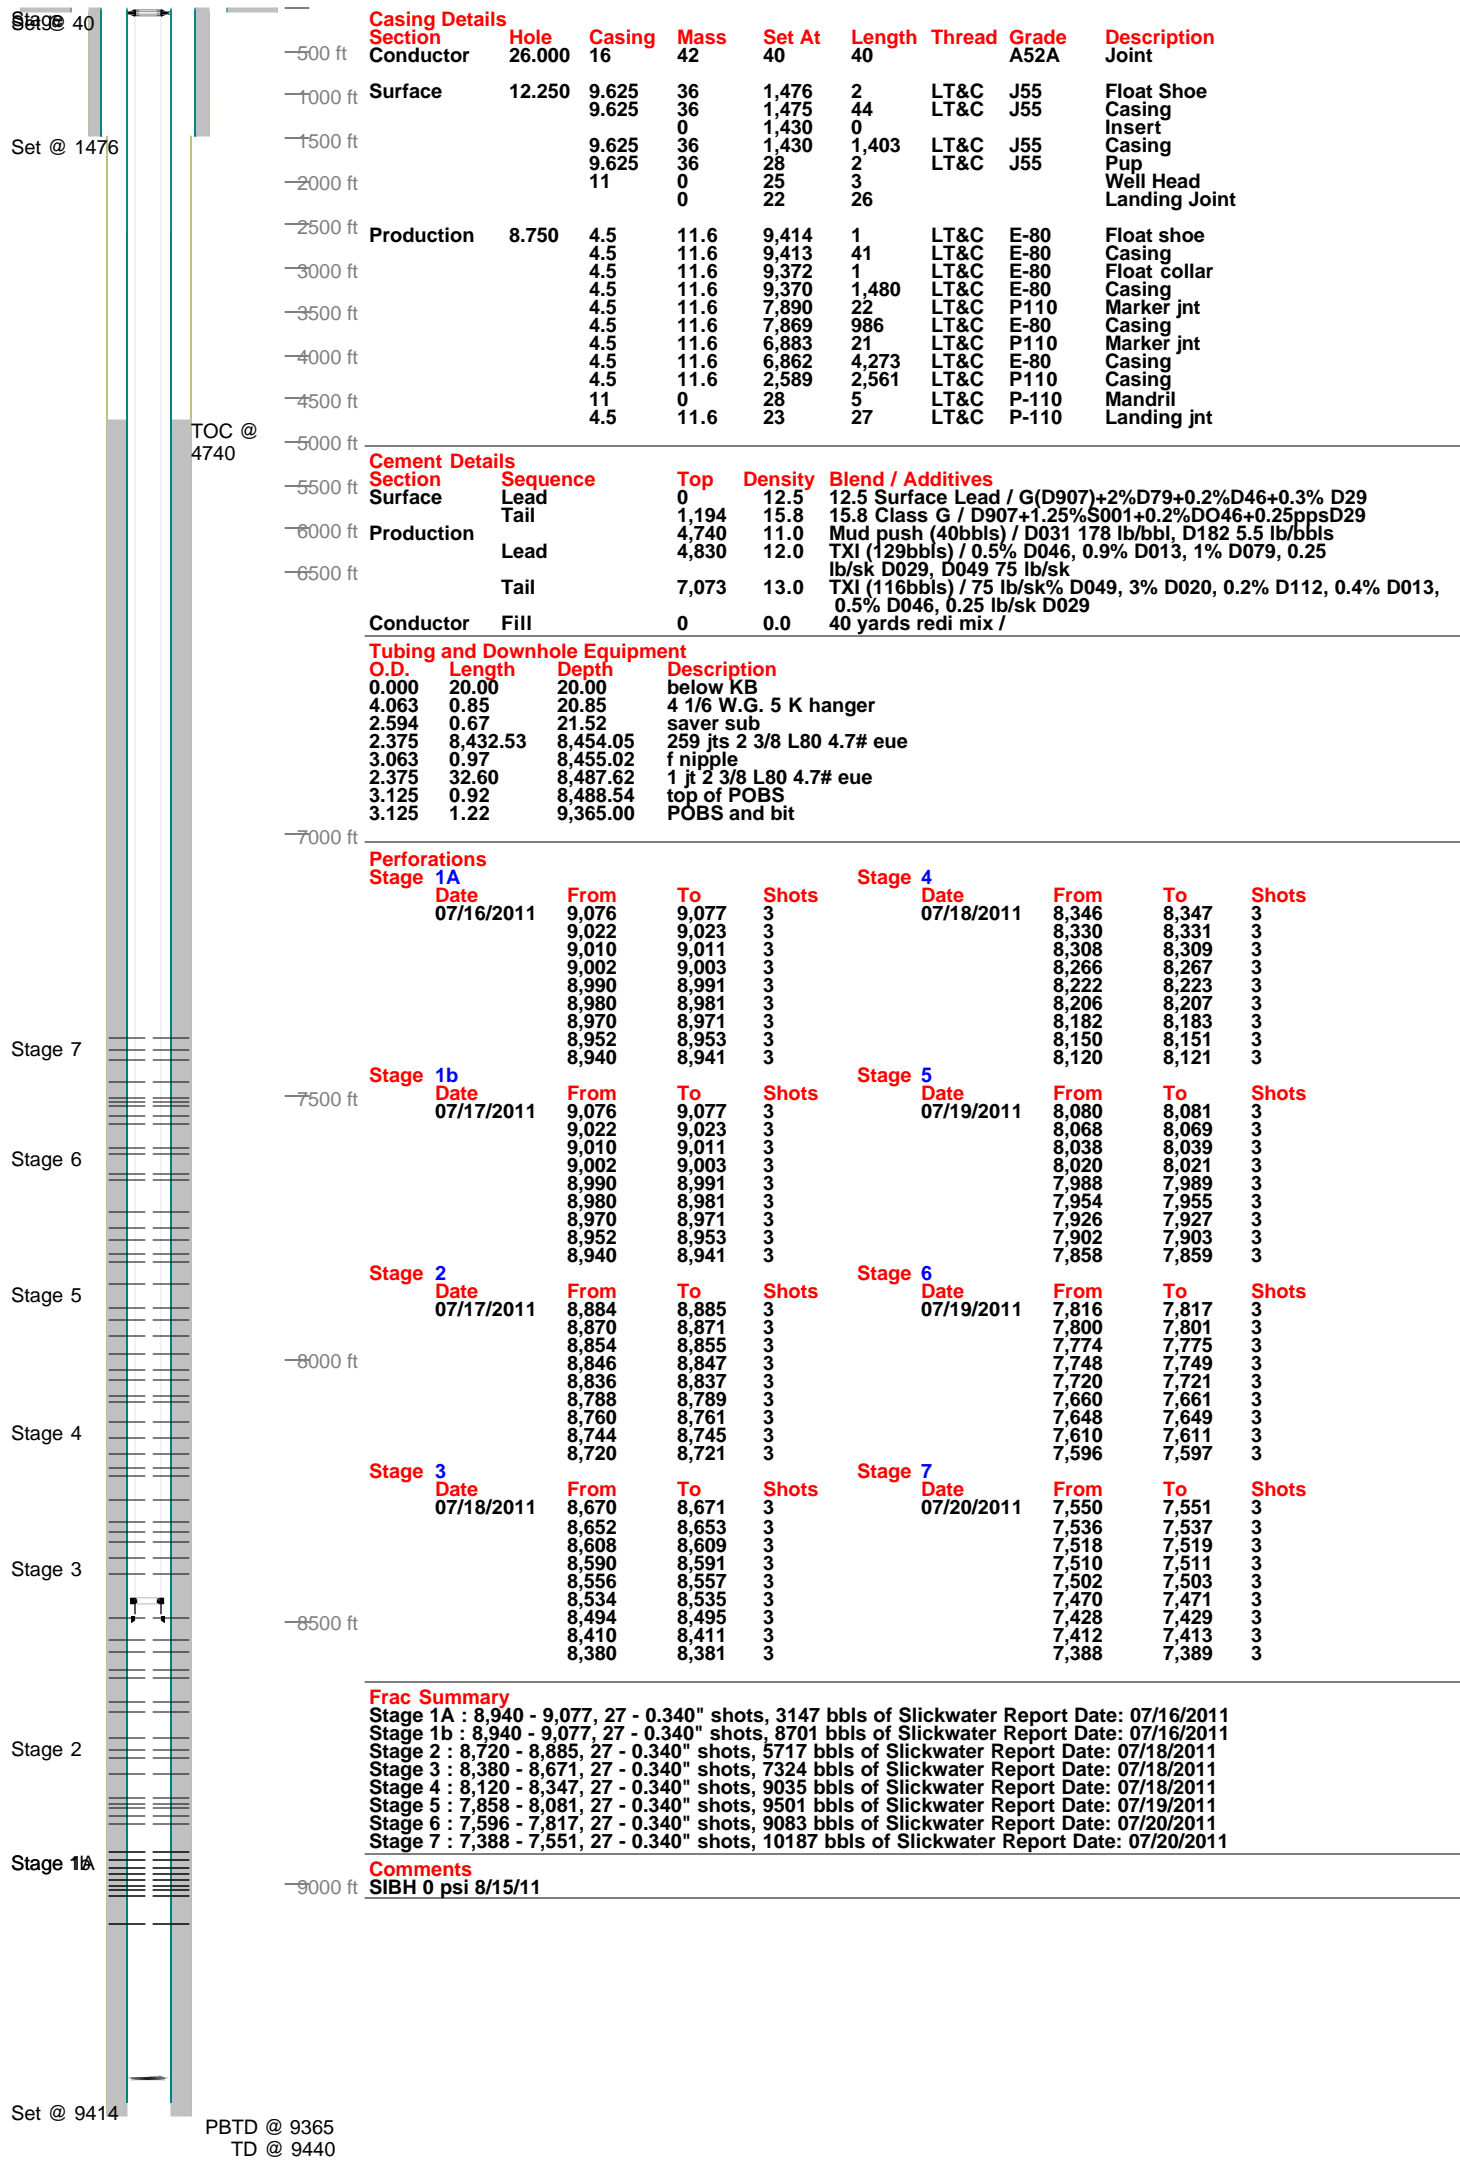 Stage
Set @ 40
Set @ 1476
TOC @
4740
Stage 7
Stage 6
Stage 5
Stage 4
Stage 3
Stage 2
Stage 1A
Stage 1b
Set @ 9414
PBTD @ 9365
TD @ 9440
500 ft
1000 ft
1500 ft
2000 ft
2500 ft
3000 ft
3500 ft
4000 ft
4500 ft
5000 ft
5500 ft
6000 ft
6500 ft
7000 ft
7500 ft
8000 ft
8500 ft
9000 ft
Casing Details
Section Hole Casing Mass Set At Length Thread Grade Description
Conductor 26.000 16 42 40 40 A52A Joint
Surface 12.250 9.625 36 1,476 2 LT&C J55 Float Shoe
9.625 36 1,475 44 LT&C J55 Casing
0 1,430 0 Insert
9.625 36 1,430 1,403 LT&C J55 Casing
9.625 36 28 2 LT&C J55 Pup
11 0 25 3 Well Head
0 22 26 Landing Joint
Production 8.750 4.5 11.6 9,414 1 LT&C E-80 Float shoe
4.5 11.6 9,413 41 LT&C E-80 Casing
4.5 11.6 9,372 1 LT&C E-80 Float collar
4.5 11.6 9,370 1,480 LT&C E-80 Casing
4.5 11.6 7,890 22 LT&C P110 Marker jnt
4.5 11.6 7,869 986 LT&C E-80 Casing
4.5 11.6 6,883 21 LT&C P110 Marker jnt
4.5 11.6 6,862 4,273 LT&C E-80 Casing
4.5 11.6 2,589 2,561 LT&C P110 Casing
11 0 28 5 LT&C P-110 Mandril
4.5 11.6 23 27 LT&C P-110 Landing jnt
Cement Details
Section Sequence Top Density Blend / Additives
Surface Lead 0 12.5 12.5 Surface Lead / G(D907)+2%D79+0.2%D46+0.3% D29
Tail 1,194 15.8 15.8 Class G / D907+1.25%S001+0.2%DO46+0.25ppsD29
Production 4,740 11.0 Mud push (40bbls) / D031 178 lb/bbl, D182 5.5 lb/bbls
Lead 4,830 12.0 TXI (129bbls) / 0.5% D046, 0.9% D013, 1% D079, 0.25
lb/sk D029, D049 75 lb/sk
Tail 7,073 13.0 TXI (116bbls) / 75 lb/sk% D049, 3% D020, 0.2% D112, 0.4% D013,
0.5% D046, 0.25 lb/sk D029
Conductor Fill 0 0.0 40 yards redi mix /
Tubing and Downhole Equipment
O.D. Length Depth Description
0.000 20.00 20.00 below KB
4.063 0.85 20.85 4 1/6 W.G. 5 K hanger
2.594 0.67 21.52 saver sub
2.375 8,432.53 8,454.05 259 jts 2 3/8 L80 4.7# eue
3.063 0.97 8,455.02 f nipple
2.375 32.60 8,487.62 1 jt 2 3/8 L80 4.7# eue
3.125 0.92 8,488.54 top of POBS
3.125 1.22 9,365.00 POBS and bit
Perforations
Stage 1A
Date From To Shots
07/16/2011 9,076 9,077 3
9,022 9,023 3
9,010 9,011 3
9,002 9,003 3
8,990 8,991 3
8,980 8,981 3
8,970 8,971 3
8,952 8,953 3
8,940 8,941 3
Stage 1b
Date From To Shots
07/17/2011 9,076 9,077 3
9,022 9,023 3
9,010 9,011 3
9,002 9,003 3
8,990 8,991 3
8,980 8,981 3
8,970 8,971 3
8,952 8,953 3
8,940 8,941 3
Stage 2
Date From To Shots
07/17/2011 8,884 8,885 3
8,870 8,871 3
8,854 8,855 3
8,846 8,847 3
8,836 8,837 3
8,788 8,789 3
8,760 8,761 3
8,744 8,745 3
8,720 8,721 3
Stage 3
Date From To Shots
07/18/2011 8,670 8,671 3
8,652 8,653 3
8,608 8,609 3
8,590 8,591 3
8,556 8,557 3
8,534 8,535 3
8,494 8,495 3
8,410 8,411 3
8,380 8,381 3
Stage 4
Date From To Shots
07/18/2011 8,346 8,347 3
8,330 8,331 3
8,308 8,309 3
8,266 8,267 3
8,222 8,223 3
8,206 8,207 3
8,182 8,183 3
8,150 8,151 3
8,120 8,121 3
Stage 5
Date From To Shots
07/19/2011 8,080 8,081 3
8,068 8,069 3
8,038 8,039 3
8,020 8,021 3
7,988 7,989 3
7,954 7,955 3
7,926 7,927 3
7,902 7,903 3
7,858 7,859 3
Stage 6
Date From To Shots
07/19/2011 7,816 7,817 3
7,800 7,801 3
7,774 7,775 3
7,748 7,749 3
7,720 7,721 3
7,660 7,661 3
7,648 7,649 3
7,610 7,611 3
7,596 7,597 3
Stage 7
Date From To Shots
07/20/2011 7,550 7,551 3
7,536 7,537 3
7,518 7,519 3
7,510 7,511 3
7,502 7,503 3
7,470 7,471 3
7,428 7,429 3
7,412 7,413 3
7,388 7,389 3
Frac Summary
Stage 1A : 8,940 - 9,077, 27 - 0.340" shots, 3147 bbls of Slickwater Report Date: 07/16/2011
Stage 1b : 8,940 - 9,077, 27 - 0.340" shots, 8701 bbls of Slickwater Report Date: 07/16/2011
Stage 2 : 8,720 - 8,885, 27 - 0.340" shots, 5717 bbls of Slickwater Report Date: 07/18/2011
Stage 3 : 8,380 - 8,671, 27 - 0.340" shots, 7324 bbls of Slickwater Report Date: 07/18/2011
Stage 4 : 8,120 - 8,347, 27 - 0.340" shots, 9035 bbls of Slickwater Report Date: 07/18/2011
Stage 5 : 7,858 - 8,081, 27 - 0.340" shots, 9501 bbls of Slickwater Report Date: 07/19/2011
Stage 6 : 7,596 - 7,817, 27 - 0.340" shots, 9083 bbls of Slickwater Report Date: 07/20/2011
Stage 7 : 7,388 - 7,551, 27 - 0.340" shots, 10187 bbls of Slickwater Report Date: 07/20/2011
Comments
SIBH 0 psi 8/15/11